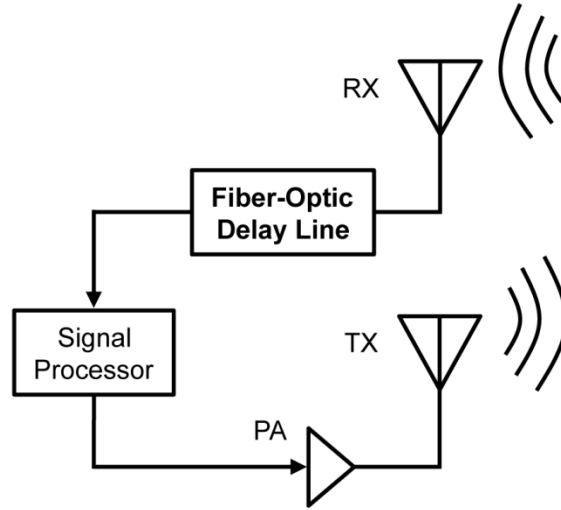 RX
Fiber-Optic
Delay Line
Signal
Processor
TX
PA